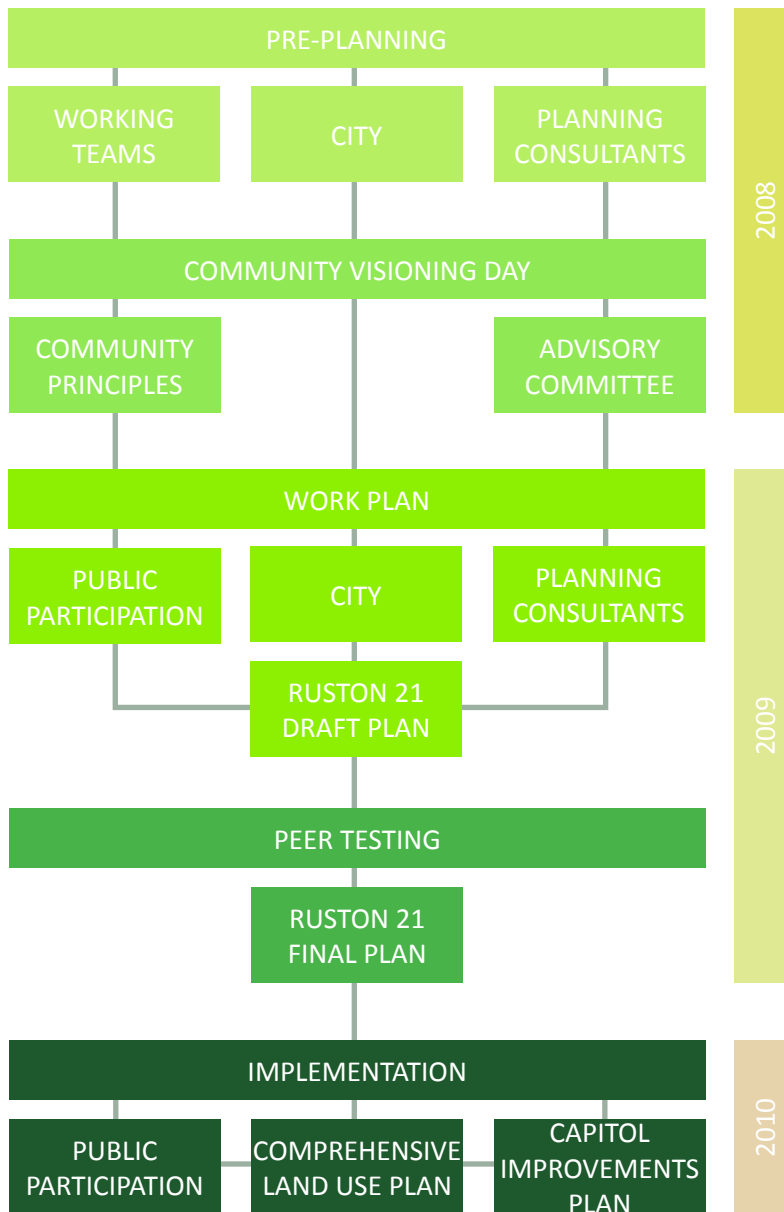 PRE-PLANNING
WORKING
TEAMS
CITY
PLANNING
CONSULTANTS
2008
COMMUNITY VISIONING DAY
COMMUNITY
PRINCIPLES
ADVISORY
COMMITTEE
WORK PLAN
PUBLIC
PARTICIPATION
CITY
PLANNING
CONSULTANTS
RUSTON 21
DRAFT PLAN
2009
PEER TESTING
RUSTON 21
FINAL PLAN
IMPLEMENTATION
PUBLIC
PARTICIPATION
COMPREHENSIVE
LAND USE PLAN
CAPITOL
IMPROVEMENTS
PLAN
2010